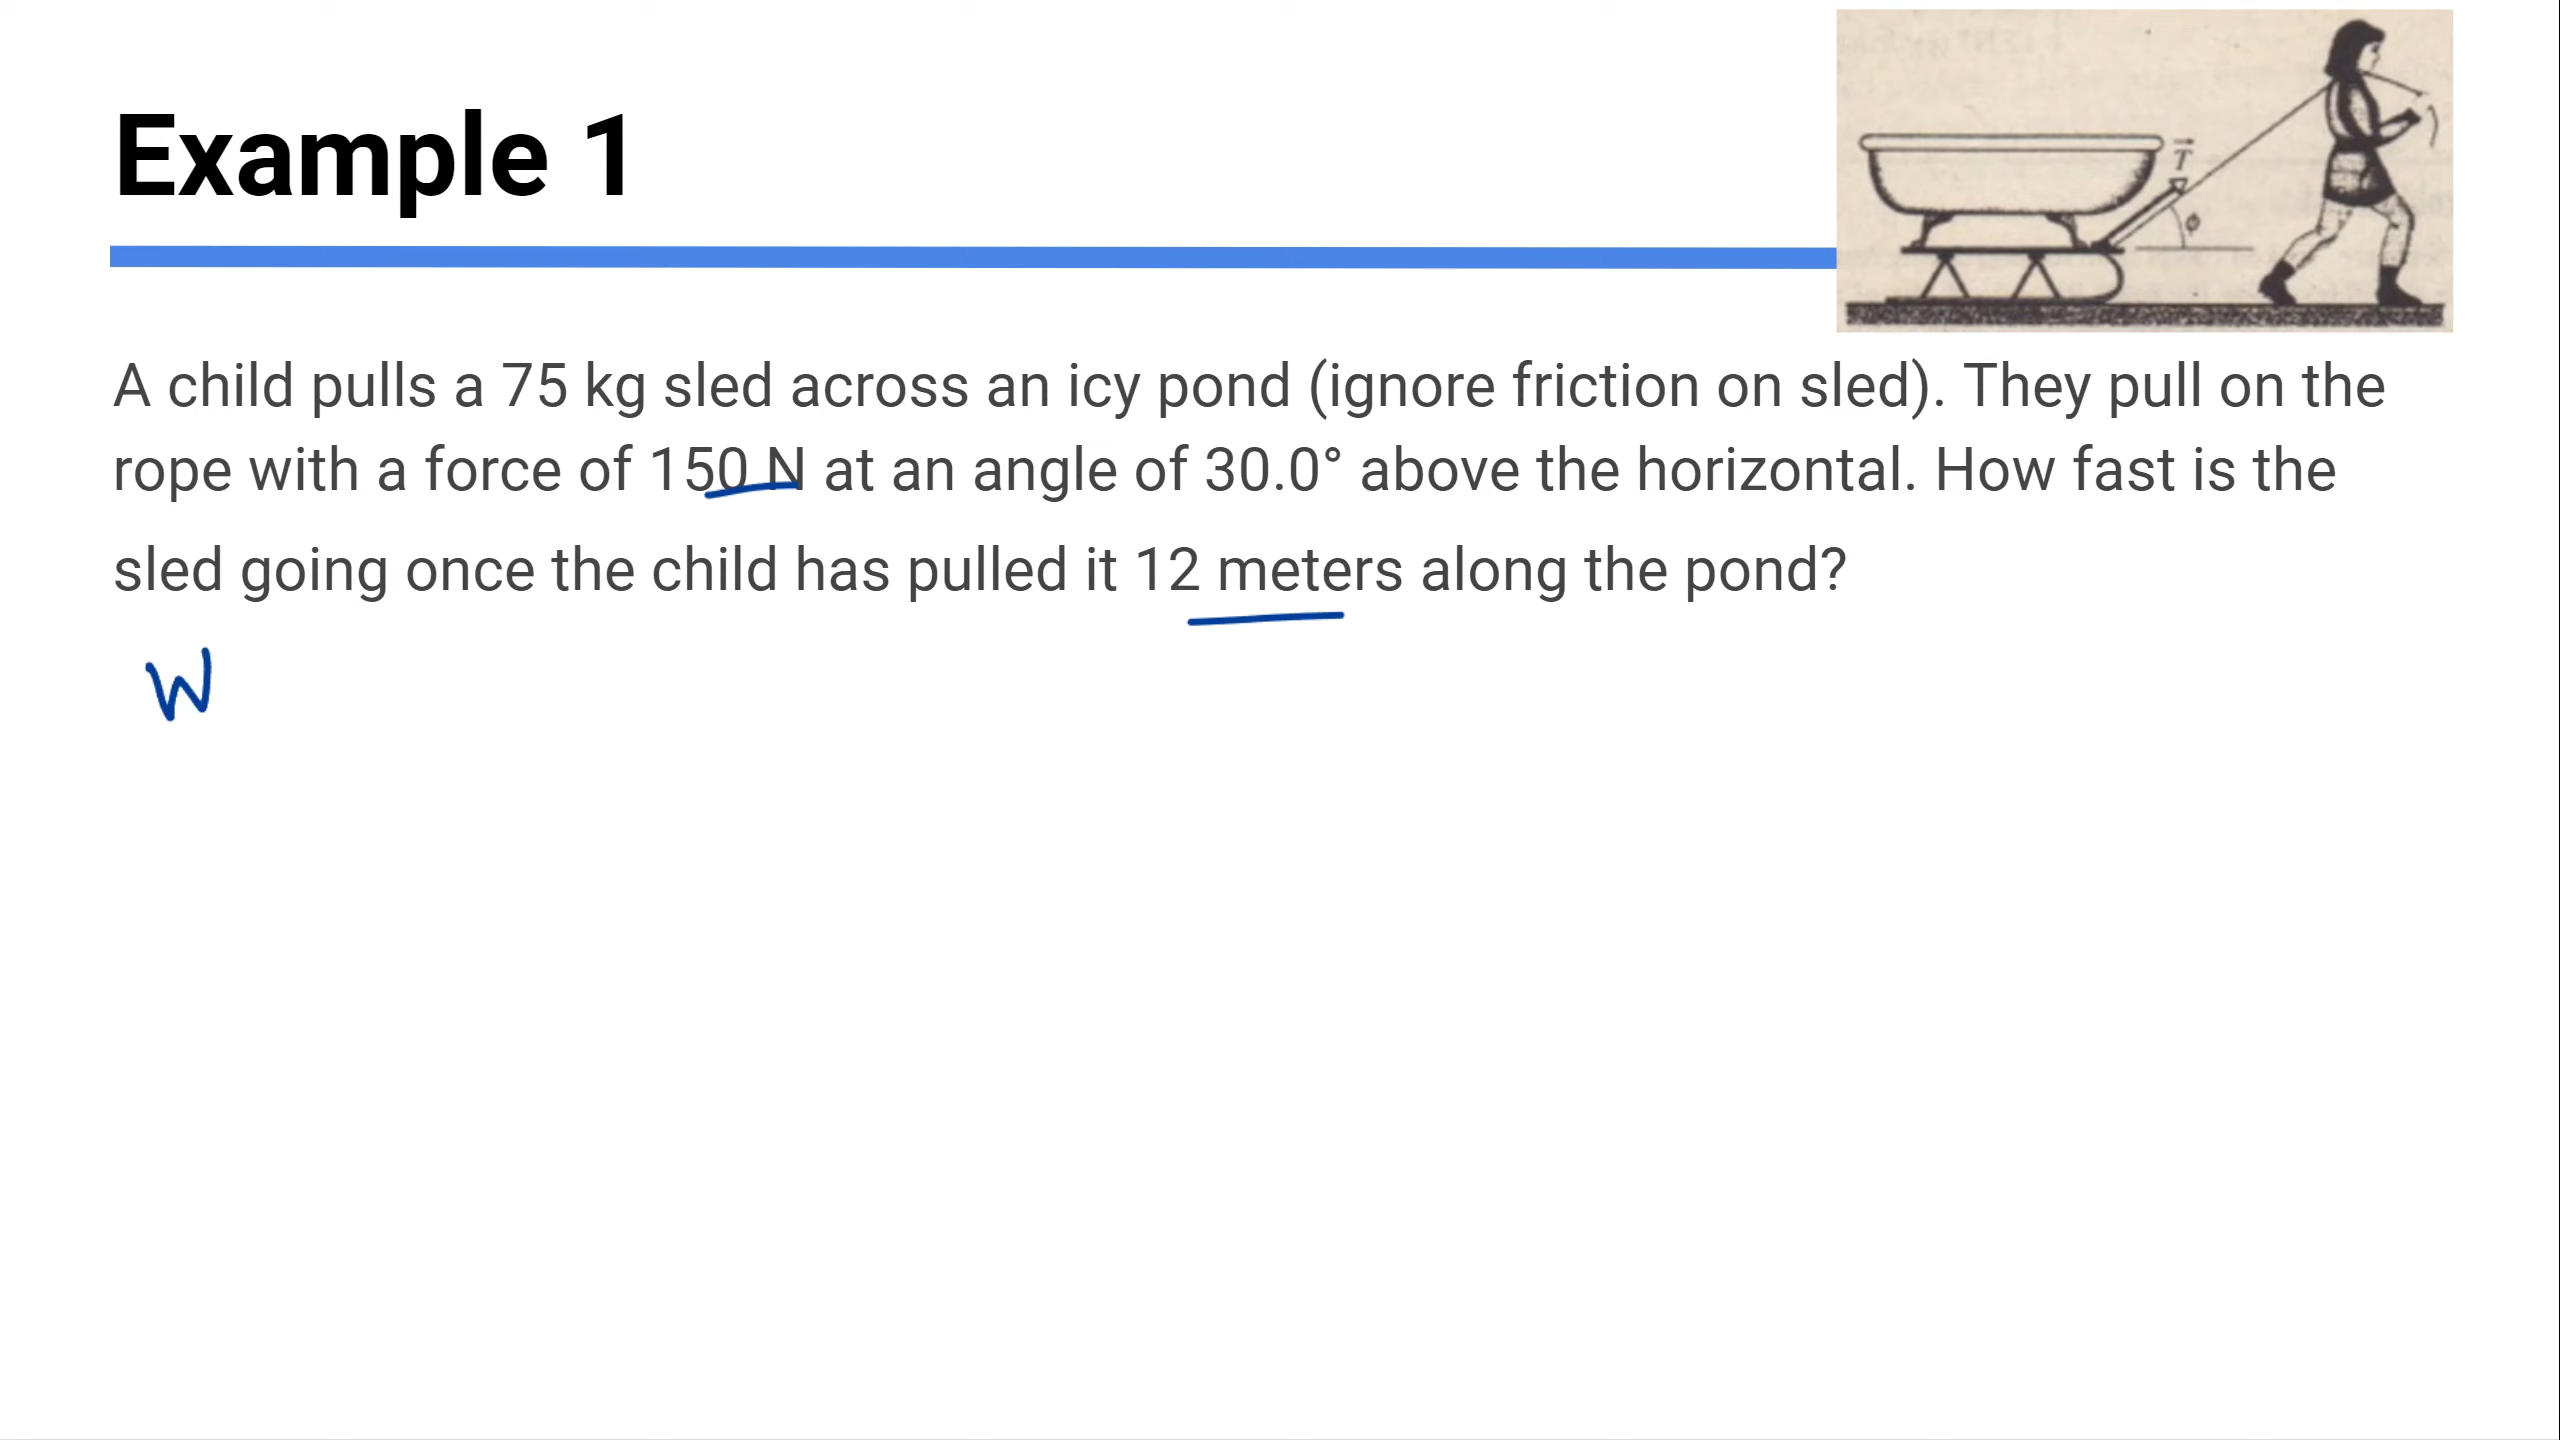 Example 1
T
ϕ
A child pulls a 75 kg sled across an icy pond (ignore friction on sled). They pull on the
rope with a force of 150 N at an angle of 30.0° above the horizontal. How fast is the
sled going once the child has pulled it 12 meters along the pond?
W